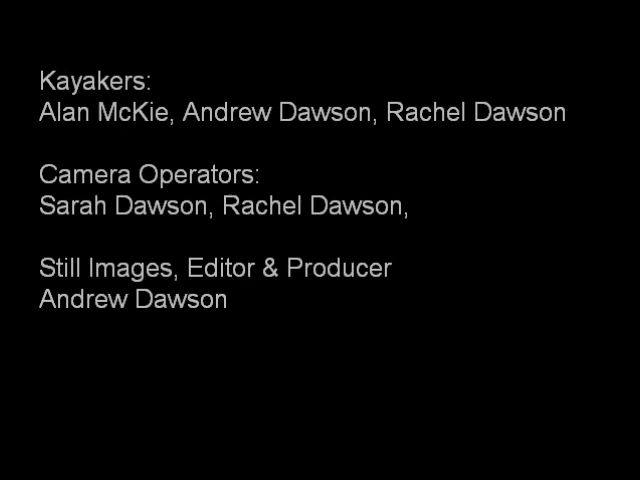 Kayakers:
Alan McKie, Andrew Dawson, Rachel Dawson
Camera Operators:
Sarah Dawson, Rachel Dawson,
Still Images, Editor & Producer
Andrew Dawson